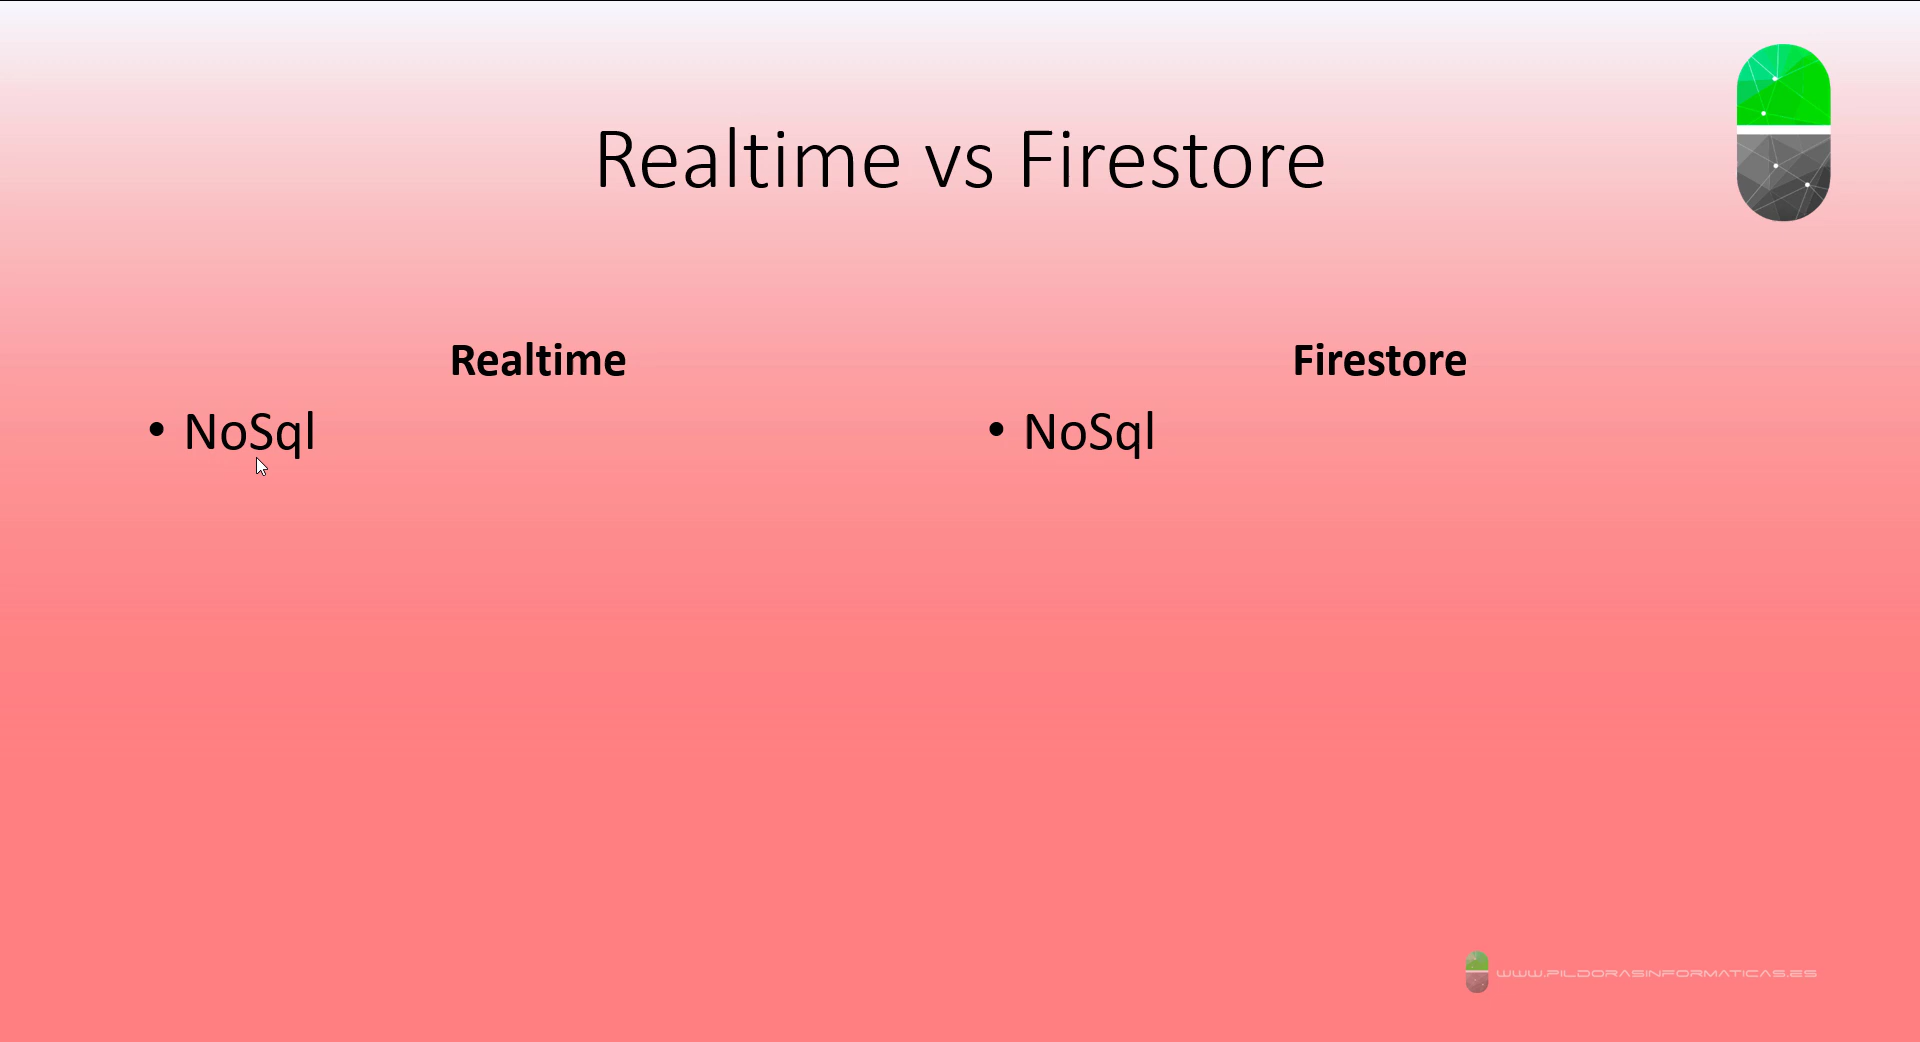 Realtime vs Firestore
Realtime
• NoSql
Firestore
• NoSql
WWW.PILDORASINFORMATICAS.ES